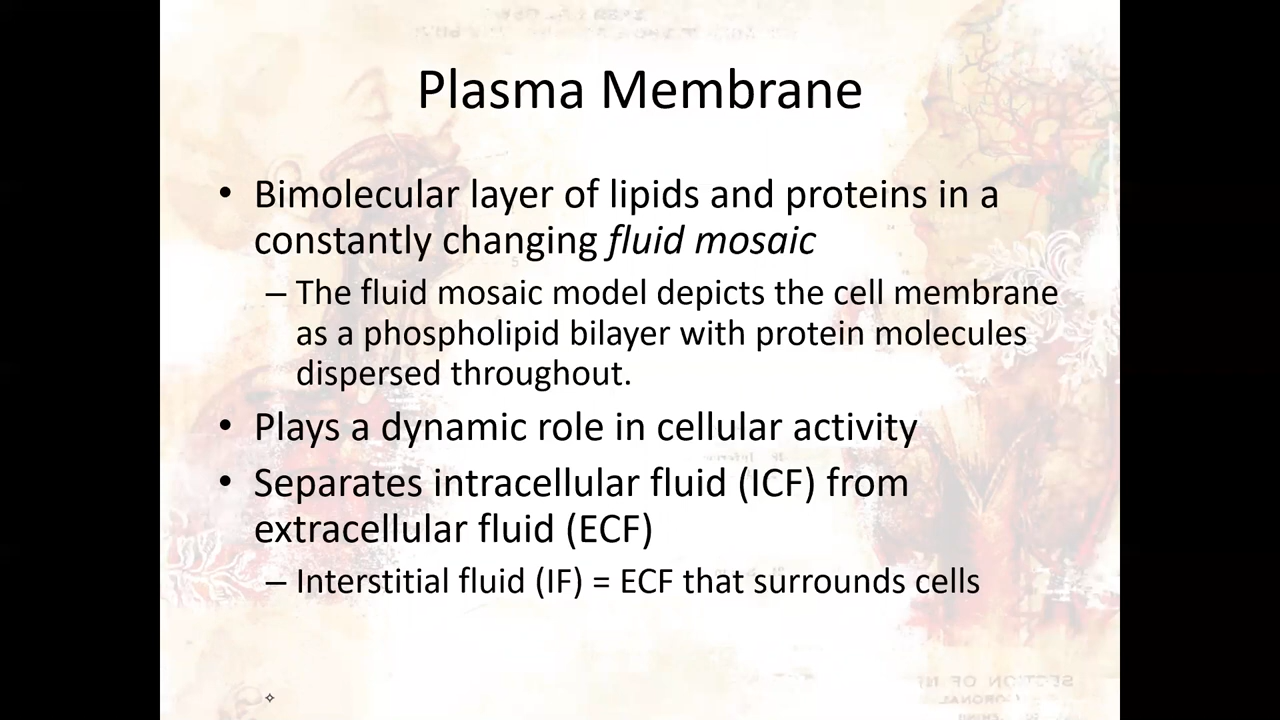 Plasma Membrane
• Bimolecular layer of lipids and proteins in a
constantly changing fluid mosaic
– The fluid mosaic model depicts the cell membrane
as a phospholipid bilayer with protein molecules
dispersed throughout.
• Plays a dynamic role in cellular activity
• Separates intracellular fluid (ICF) from
extracellular fluid (ECF)
– Interstitial fluid (IF) = ECF that surrounds cells